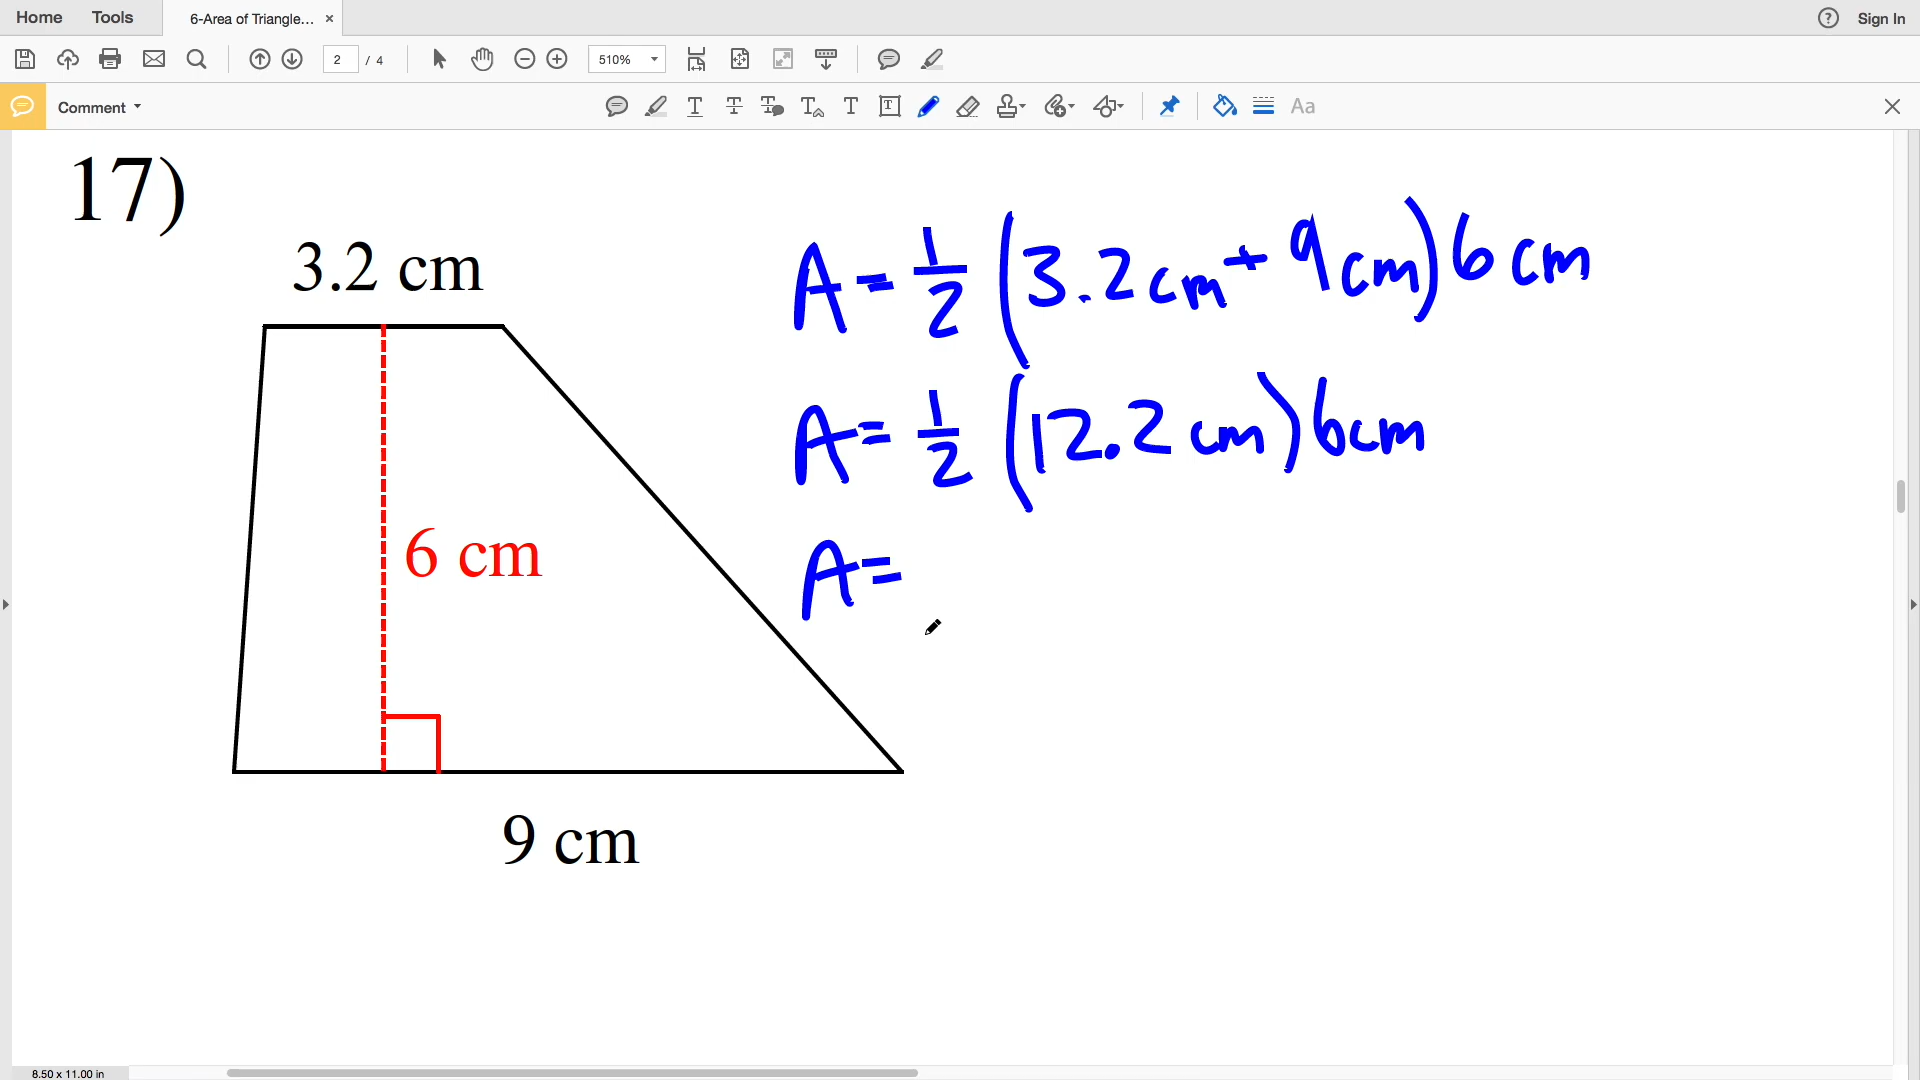 Home Tools 6-Area of Triangle... × ? Sign In
2 / 4 510%
Comment T T T T T T Aa
17)
3.2 cm
6 cm
9 cm
A = 1/2 (3.2 cm + 9 cm) 6 cm
A = 1/2 (12.2 cm) 6 cm
A =
8.50 x 11.00 in